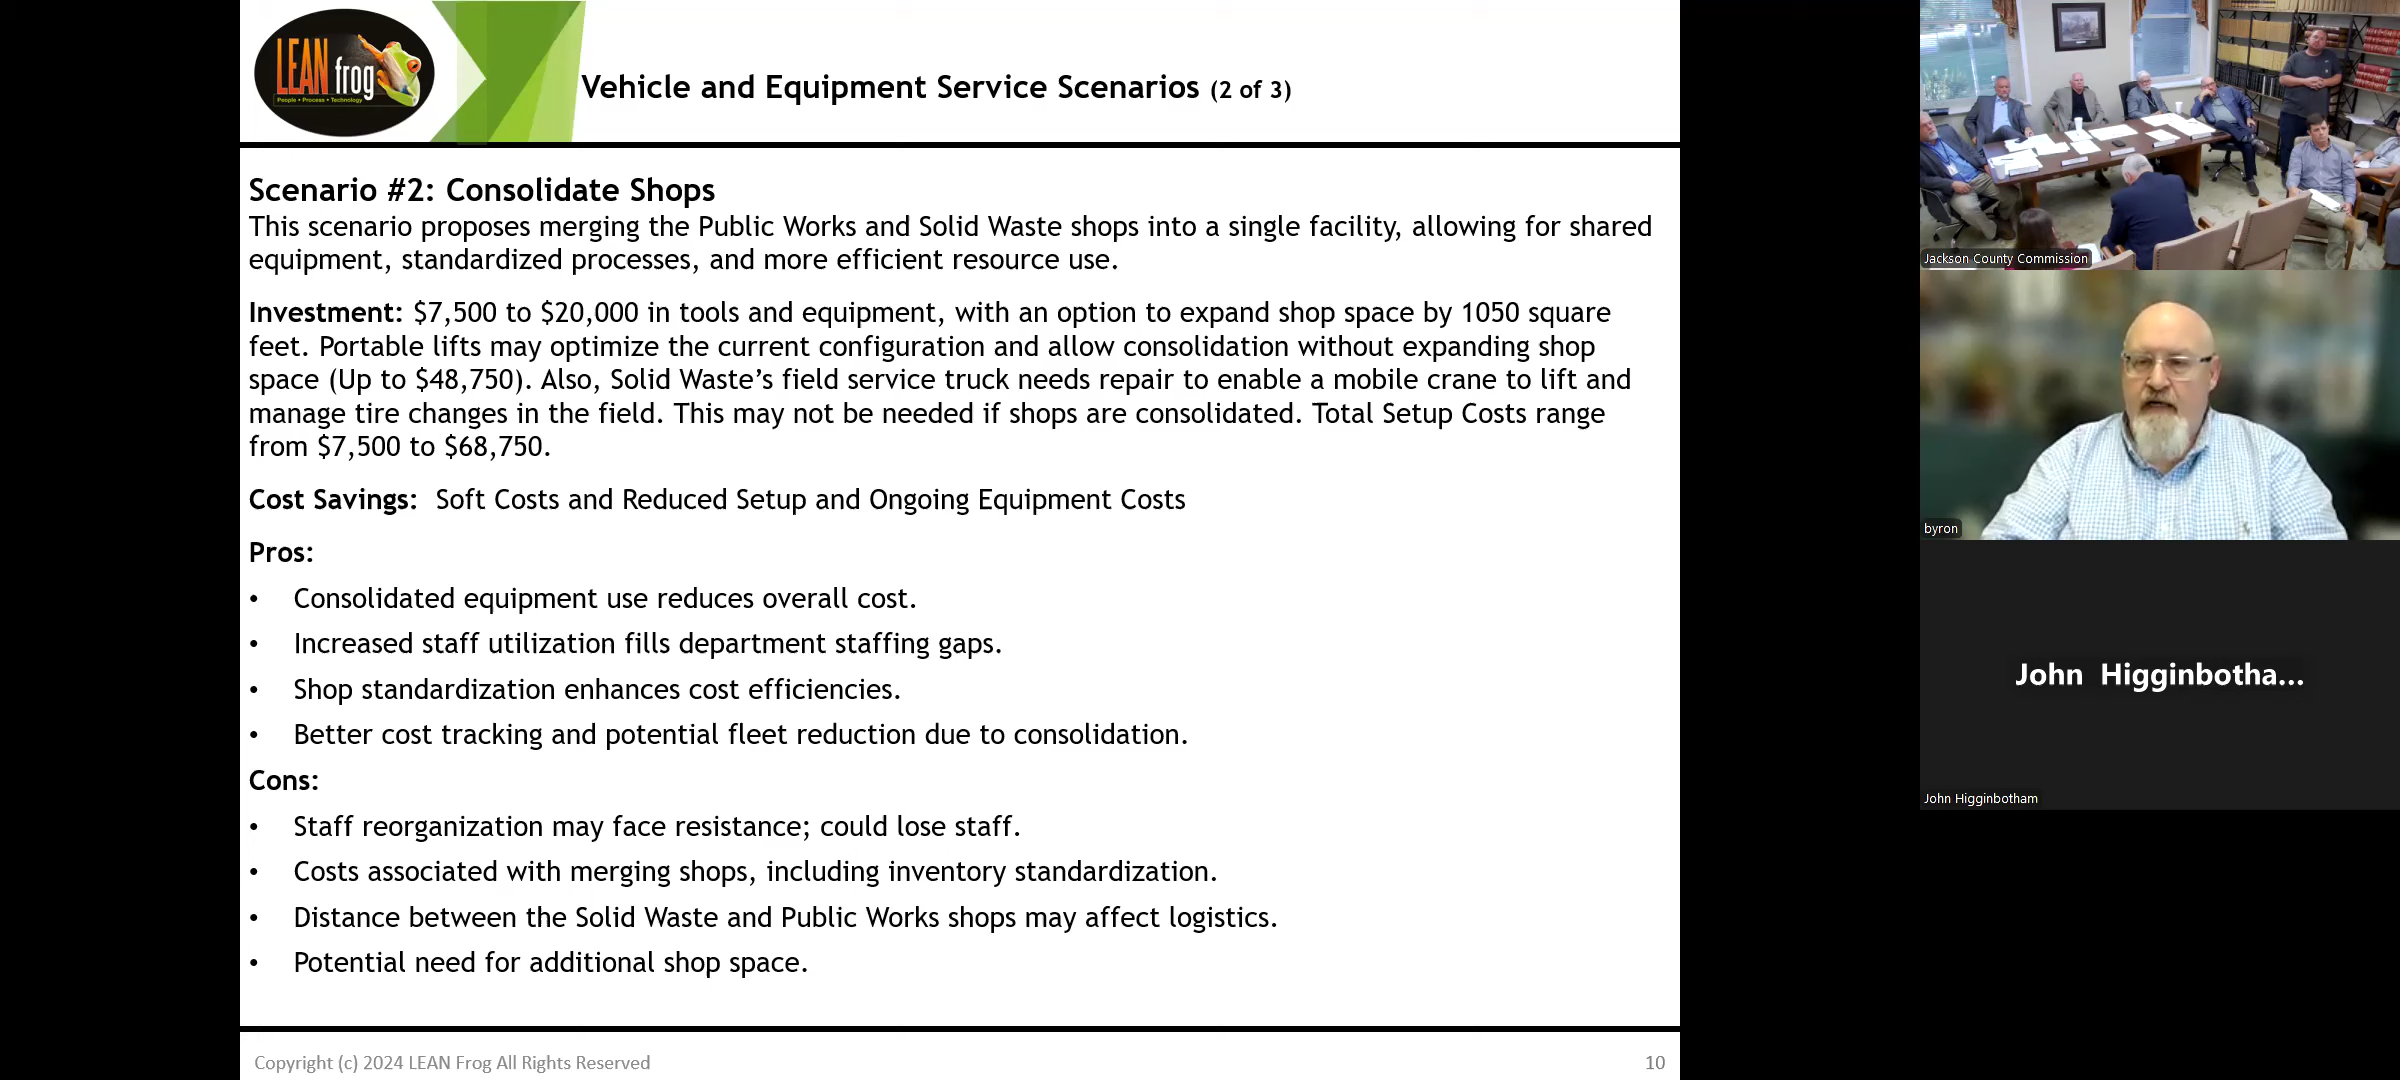 LEAN frog
People • Process • Technology
Vehicle and Equipment Service Scenarios (2 of 3)
Scenario #2: Consolidate Shops
This scenario proposes merging the Public Works and Solid Waste shops into a single facility, allowing for shared
equipment, standardized processes, and more efficient resource use.
Investment: $7,500 to $20,000 in tools and equipment, with an option to expand shop space by 1050 square
feet. Portable lifts may optimize the current configuration and allow consolidation without expanding shop
space (Up to $48,750). Also, Solid Waste’s field service truck needs repair to enable a mobile crane to lift and
manage tire changes in the field. This may not be needed if shops are consolidated. Total Setup Costs range
from $7,500 to $68,750.
Cost Savings: Soft Costs and Reduced Setup and Ongoing Equipment Costs
Pros:
• Consolidated equipment use reduces overall cost.
• Increased staff utilization fills department staffing gaps.
• Shop standardization enhances cost efficiencies.
• Better cost tracking and potential fleet reduction due to consolidation.
Cons:
• Staff reorganization may face resistance; could lose staff.
• Costs associated with merging shops, including inventory standardization.
• Distance between the Solid Waste and Public Works shops may affect logistics.
• Potential need for additional shop space.
Copyright (c) 2024 LEAN Frog All Rights Reserved
10
Jackson County Commission
byron
John Higginbotha...
John Higginbotham